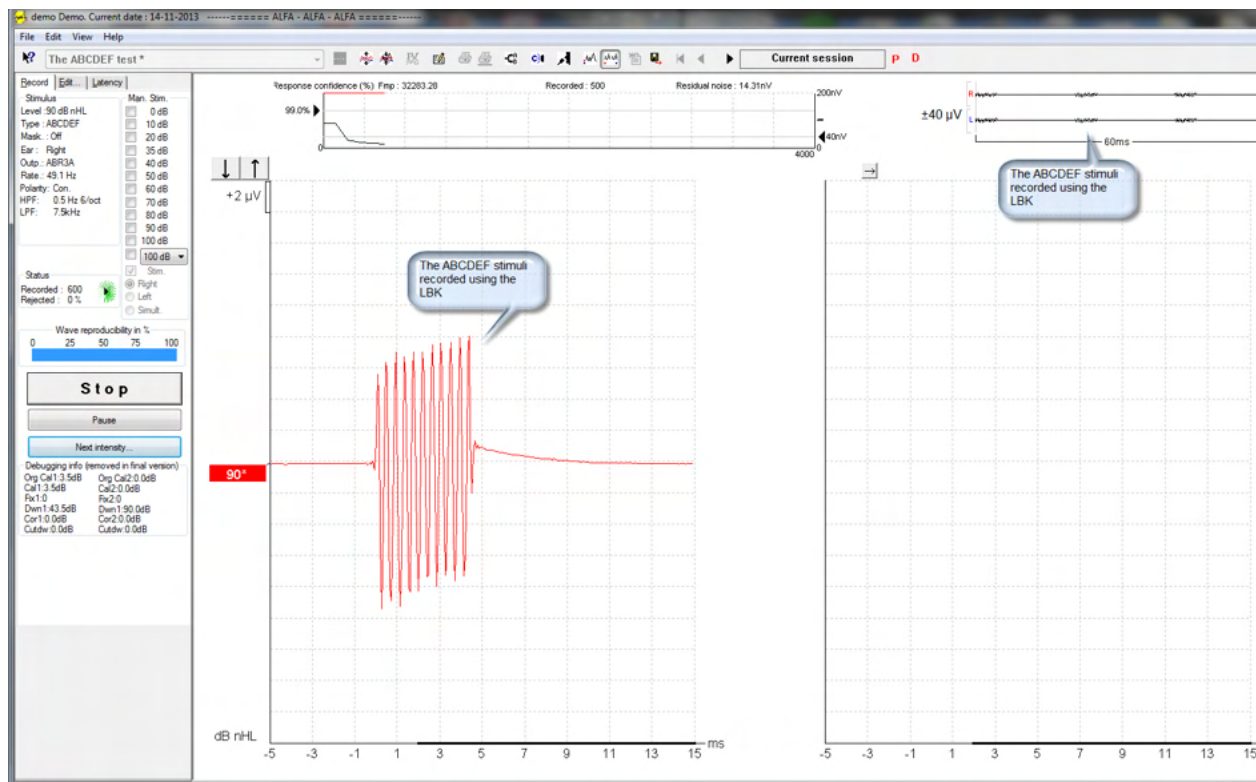 demo Demo. Current date : 14-11-2013 ------====== ALFA - ALFA - ALFA ======------
File Edit View Help
The ABCDEF test *
Current session
P D
Record Edit... Latency
Stimulus
Level :90 dB nHL
Type : ABCDEF
Mask. : Off
Ear : Right
Outp.: ABR3A
Rate.: 49.1 Hz
Polarity: Con.
HPF: 0.5 Hz 6/oct
LPF: 7.5kHz
Man. Stim.
0 dB
10 dB
20 dB
35 dB
40 dB
50 dB
60 dB
70 dB
80 dB
90 dB
100 dB
100 dB
Stim.
Right
Left
Simult.
Status
Recorded : 600
Rejected : 0 %
Wave reproducibility in %
0 25 50 75 100
Stop
Pause
Next intensity...
Debugging info (removed in final version)
Org Cal1:3.5dB Org Cal2:0.0dB
Cal1:3.5dB Cal2:0.0dB
Fix1:0 Fix2:0
Dwn1:43.5dB Dwn1:90.0dB
Cor1:0.0dB Cor2:0.0dB
Cutdw:0.0dB Cutdw:0.0dB
Response confidence (%) Fmp : 32283.28 Recorded : 500 Residual noise : 14.31nV
99.0%
200nV
40nV
0
4000
±40 µV
R
L
60ms
The ABCDEF stimuli
recorded using the
LBK
+2 µV
The ABCDEF stimuli
recorded using the
LBK
90*
dB nHL
-5 -3 -1 1 3 5 7 9 11 13 15 ms
-5 -3 -1 1 3 5 7 9 11 13 15